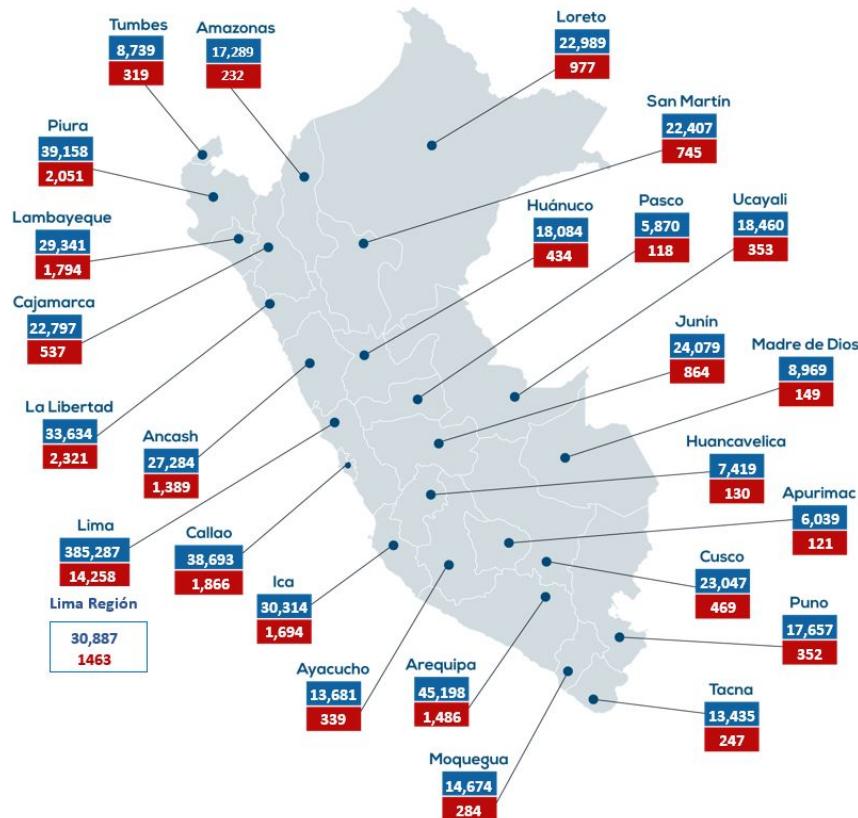 Tumbes
8,739
319
Amazonas
17,289
232
Loreto
22,989
977
San Martín
22,407
745
Piura
39,158
2,051
Lambayeque
29,341
1,794
Huánuco
18,084
434
Pasco
5,870
118
Ucayali
18,460
353
Cajamarca
22,797
537
Junín
24,079
864
Madre de Dios
8,969
149
La Libertad
33,634
2,321
Ancash
27,284
1,389
Huancavelica
7,419
130
Apurimac
6,039
121
Lima
385,287
14,258
Callao
38,693
1,866
Ica
30,314
1,694
Cusco
23,047
469
Puno
17,657
352
Lima Región
30,887
1463
Ayacucho
13,681
339
Arequipa
45,198
1,486
Tacna
13,435
247
Moquegua
14,674
284